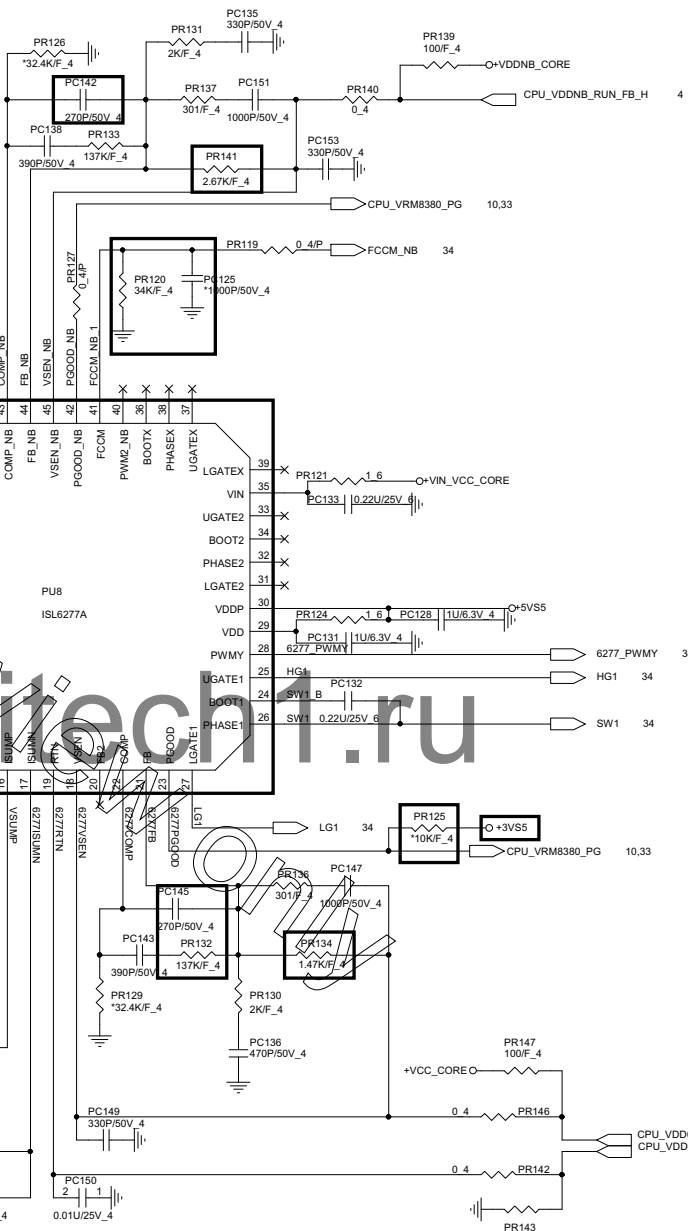 PC135
330P/50V_4
PR131
2K/F_4
PR126
*32.4K/F_4
PR139
100/F_4
+VDDNB_CORE
PC142
270P/50V_4
PR137
301/F_4
PC151
1000P/50V_4
PR140
0_4
CPU_VDDNB_RUN_FB_H 4
PC138
390P/50V_4
PR133
137K/F_4
PR141
2.67K/F_4
PC153
330P/50V_4
CPU_VRM8380_PG 10,33
PR127
0_4/P
PR119
0_4/P
FCCM_NB 34
PR120
34K/F_4
PC125
*1000P/50V_4
COMP_NB
FB_NB
VSEN_NB
PGOOD_NB
FCCM_NB_1
43
44
45
42
41
40
36
38
37
COMP_NB
FB_NB
VSEN_NB
PGOOD_NB
FCCM
PWM2_NB
BOOTX
PHASEX
UGATEX
LGATEX 39
VIN 35
UGATE2 33
BOOT2 34
PHASE2 32
LGATE2 31
VDDP 30
VDD 29
PWMY 28
UGATE1 25
BOOT1 24
PHASE1 26
PR121
1_6
+VIN_VCC_CORE
PC133
0.22U/25V_6
PU8
ISL6277A
+5VS5
PR124
1_6
PC128
1U/6.3V_4
PC131
1U/6.3V_4
6277_PWMY
6277_PWMY 3
HG1
HG1 34
SW1_B
PC132
0.22U/25V_6
SW1
SW1 34
itech1.ru
ISUMP
ISUMN
RTN
VSEN
FB2
COMP
FB
PGOOD
LGATE1
16
17
19
18
20
22
21
23
27
VSUMP
6277ISUMN
6277RTN
6277VSEN
6277COMP
6277FB
6277PGOOD
LG1
LG1 34
PR125
*10K/F_4
+3VS5
CPU_VRM8380_PG 10,33
PR136
301/F_4
PC147
1000P/50V_4
PC145
270P/50V_4
PC143
390P/50V_4
PR132
137K/F_4
PR134
1.47K/F_4
PR129
*32.4K/F_4
PR130
2K/F_4
PC136
470P/50V_4
PR147
100/F_4
+VCC_CORE
PC149
330P/50V_4
0_4
PR146
CPU_VDD
CPU_VDD
0_4
PR142
PC150
2 1
0.01U/25V_4
_4
PR143